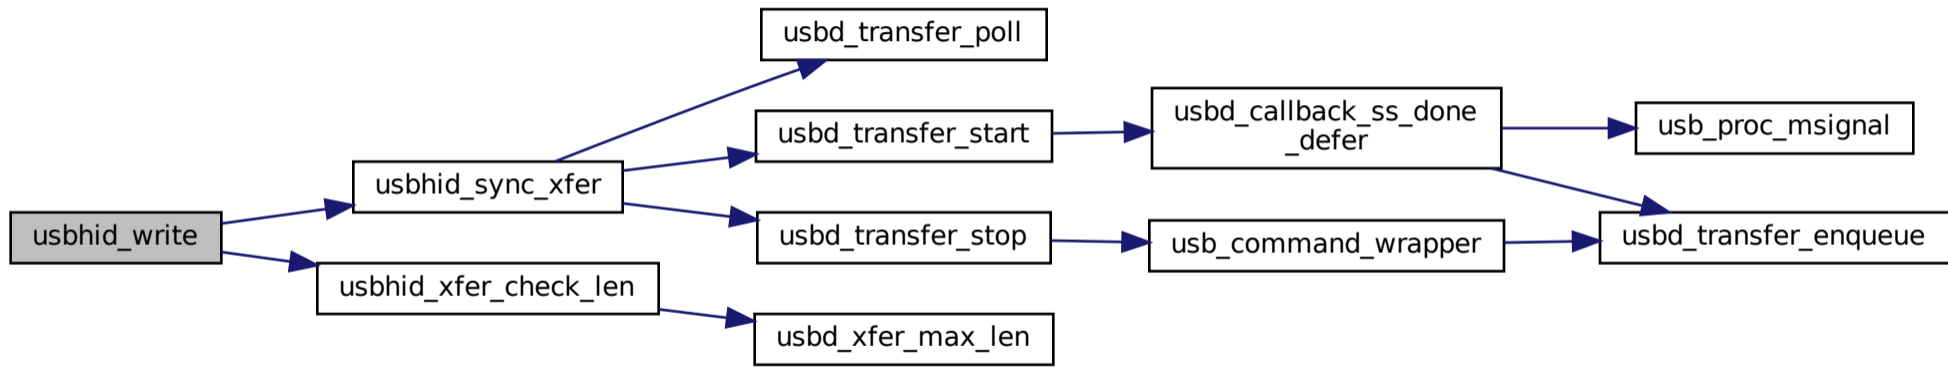 usbhid_write
usbhid_sync_xfer
usbhid_xfer_check_len
usbd_transfer_poll
usbd_transfer_start
usbd_transfer_stop
usbd_xfer_max_len
usbd_callback_ss_done
_defer
usb_command_wrapper
usb_proc_msignal
usbd_transfer_enqueue